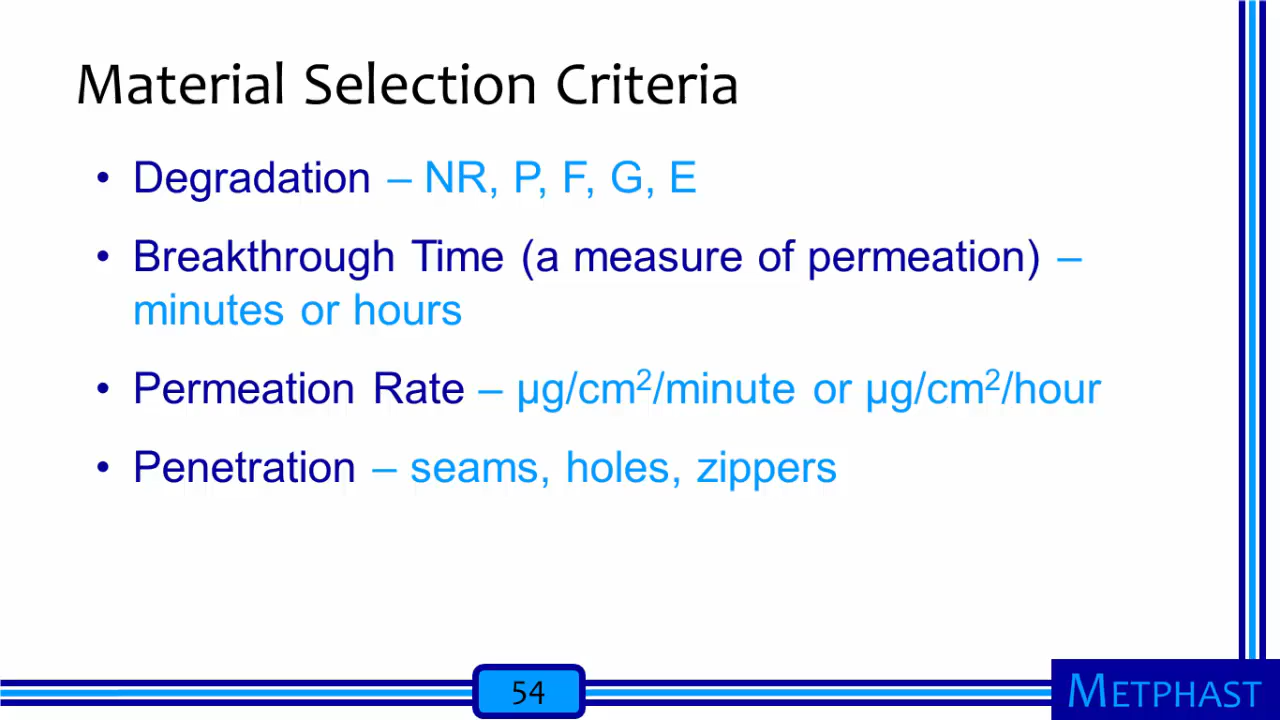 Material Selection Criteria
• Degradation – NR, P, F, G, E
• Breakthrough Time (a measure of permeation) –
minutes or hours
• Permeation Rate – µg/cm²/minute or µg/cm²/hour
• Penetration – seams, holes, zippers
54
METPHAST